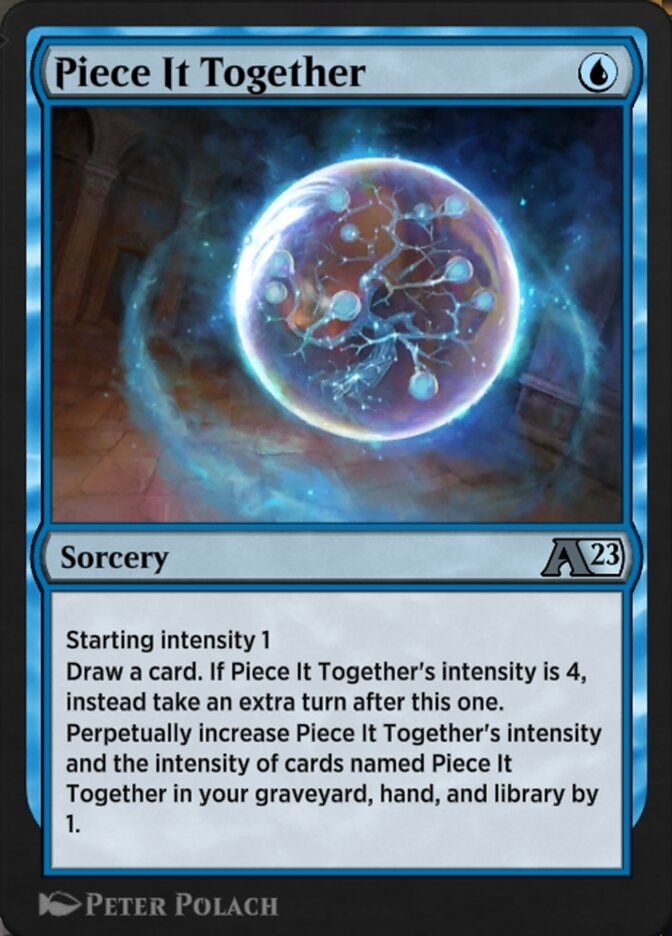 Piece It Together
Sorcery
A23
Starting intensity 1
Draw a card. If Piece It Together's intensity is 4,
instead take an extra turn after this one.
Perpetually increase Piece It Together's intensity
and the intensity of cards named Piece It
Together in your graveyard, hand, and library by
1.
Peter Polach